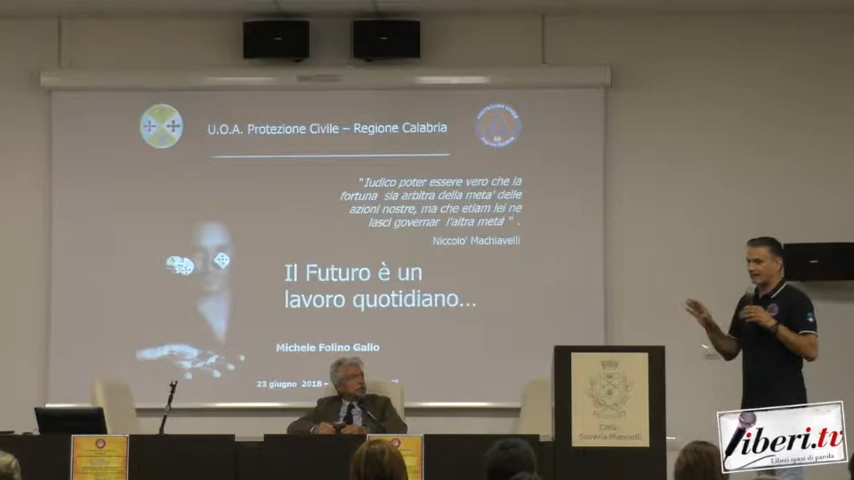 U.O.A. Protezione Civile – Regione Calabria
"Iudico poter essere vero che la
fortuna sia arbitra della meta' delle
azioni nostre, ma che etiam lei ne
lasci governar l'altra metà".
Niccolo' Machiavelli
Il Futuro è un
lavoro quotidiano...
Michele Folino Gallo
23 giugno 2018
Soveria Mannelli
liberi.tv
Liberi spazi di parola